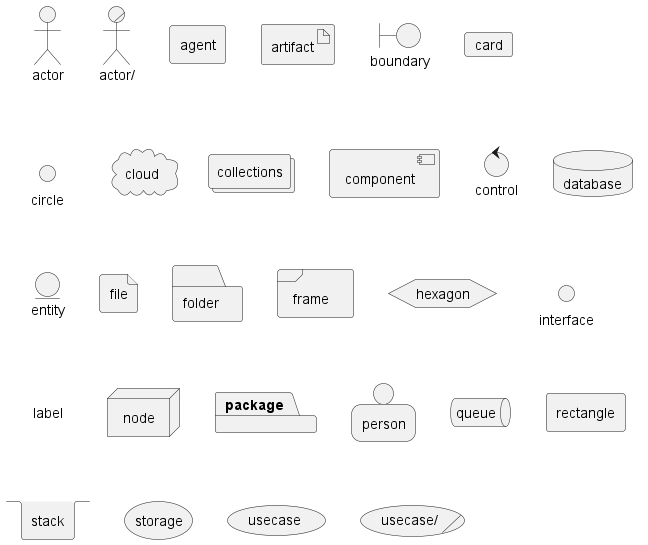 actor
actor/
agent
artifact
boundary
card
circle
cloud
collections
component
control
database
entity
file
folder
frame
hexagon
interface
label
node
package
person
queue
rectangle
stack
storage
usecase
usecase/